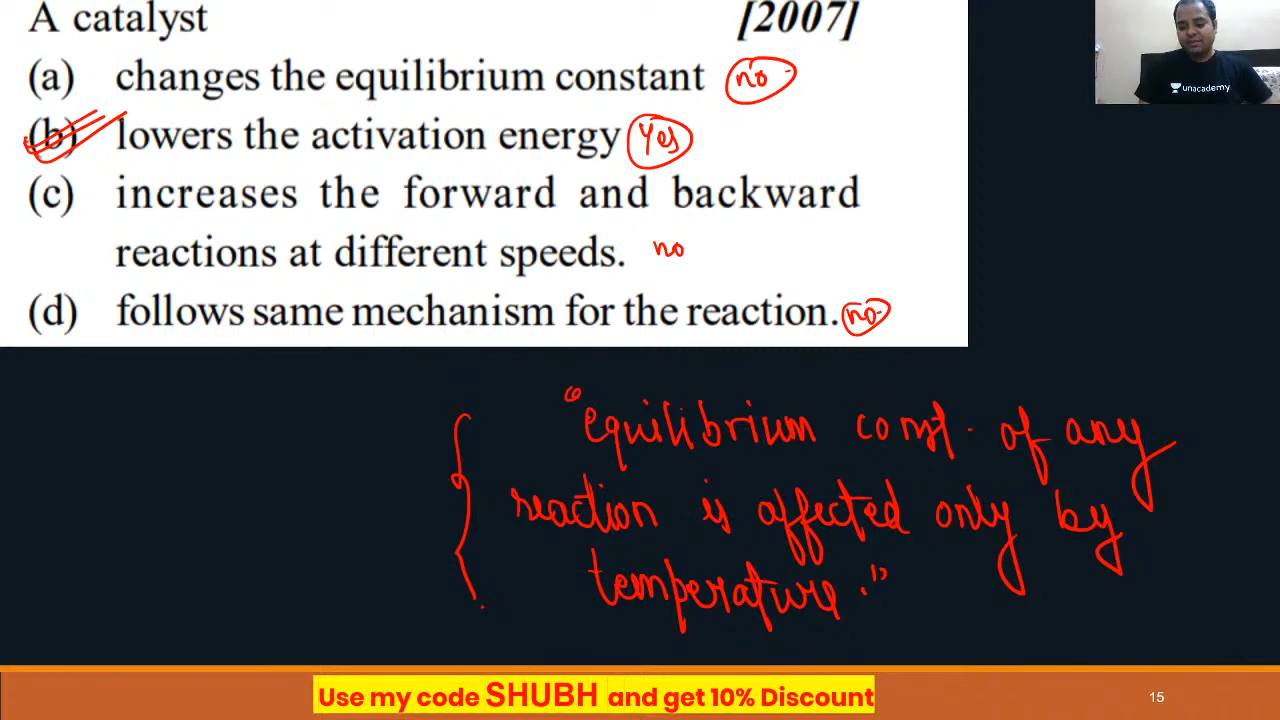 A catalyst [2007]
(a) changes the equilibrium constant no
(b) lowers the activation energy Yes
(c) increases the forward and backward
reactions at different speeds. no
(d) follows same mechanism for the reaction. no
unacademy
"equilibrium const. of any
reaction is affected only by
temperature."
Use my code SHUBH and get 10% Discount
15